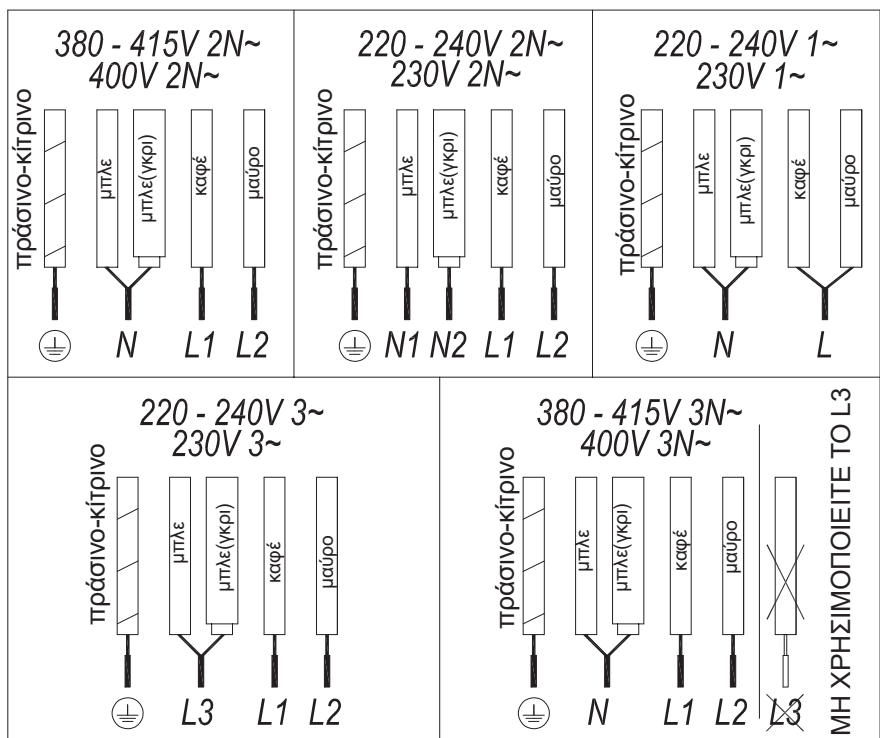 380 - 415V 2N~
400V 2N~
πράσινο-κίτρινο
μπλε
μπλε(γκρι)
καφέ
μαύρο
N L1 L2
220 - 240V 2N~
230V 2N~
πράσινο-κίτρινο
μπλε
μπλε(γκρι)
καφέ
μαύρο
N1 N2 L1 L2
220 - 240V 1~
230V 1~
πράσινο-κίτρινο
μπλε
μπλε(γκρι)
καφέ
μαύρο
N L
220 - 240V 3~
230V 3~
πράσινο-κίτρινο
μπλε
μπλε(γκρι)
καφέ
μαύρο
L3 L1 L2
380 - 415V 3N~
400V 3N~
πράσινο-κίτρινο
μπλε
μπλε(γκρι)
καφέ
μαύρο
N L1 L2 L3
ΜΗ ΧΡΗΣΙΜΟΠΟΙΕΙΤΕ ΤΟ L3